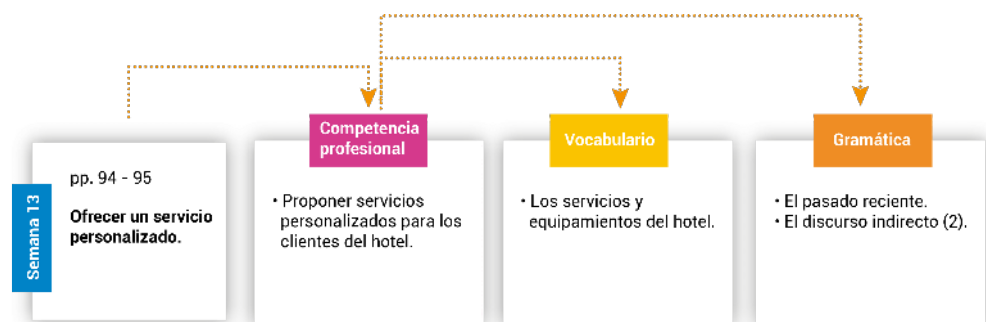 Semana 13
pp. 94 - 95
Ofrecer un servicio
personalizado.
Competencia
profesional
• Proponer servicios
personalizados para los
clientes del hotel.
Vocabulario
• Los servicios y
equipamientos del hotel.
Gramática
• El pasado reciente.
• El discurso indirecto (2).